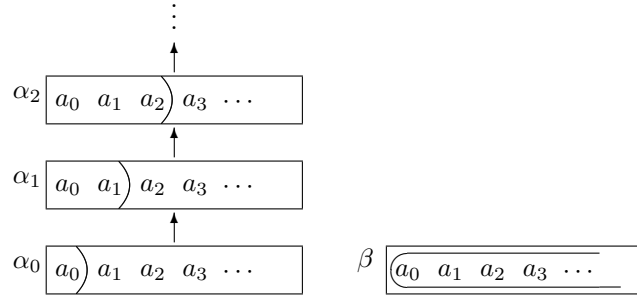 ⋮
α₂ a₀ a₁ a₂ a₃ ⋯
α₁ a₀ a₁ a₂ a₃ ⋯
α₀ a₀ a₁ a₂ a₃ ⋯
β a₀ a₁ a₂ a₃ ⋯